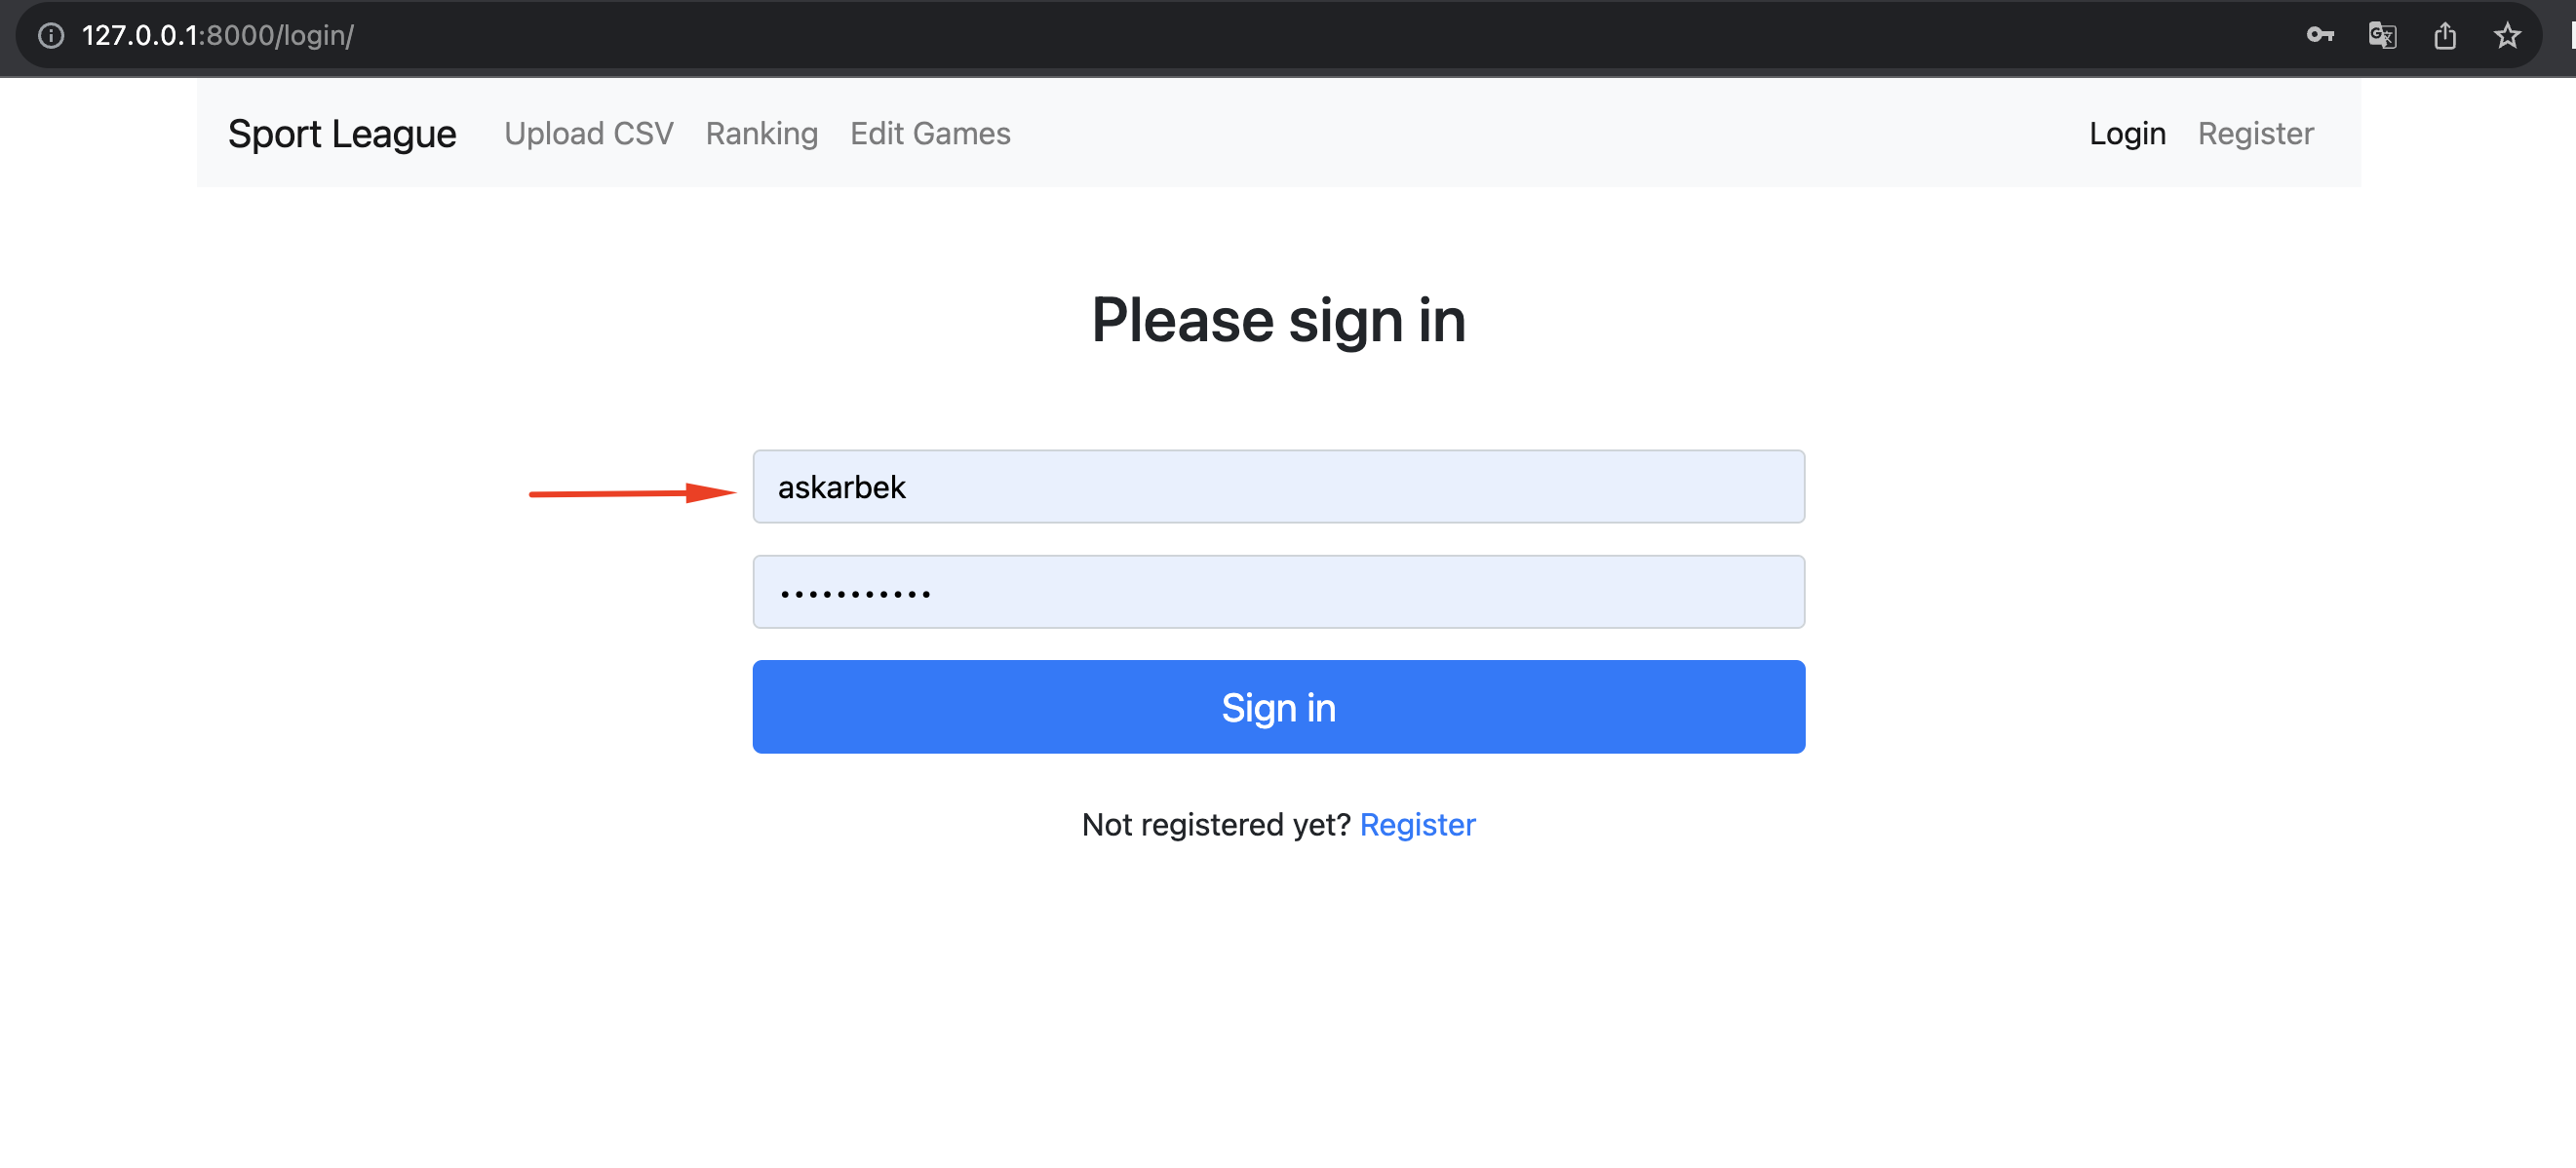 127.0.0.1:8000/login/
Sport League Upload CSV Ranking Edit Games Login Register
Please sign in
askarbek
•••••••••••
Sign in
Not registered yet? Register